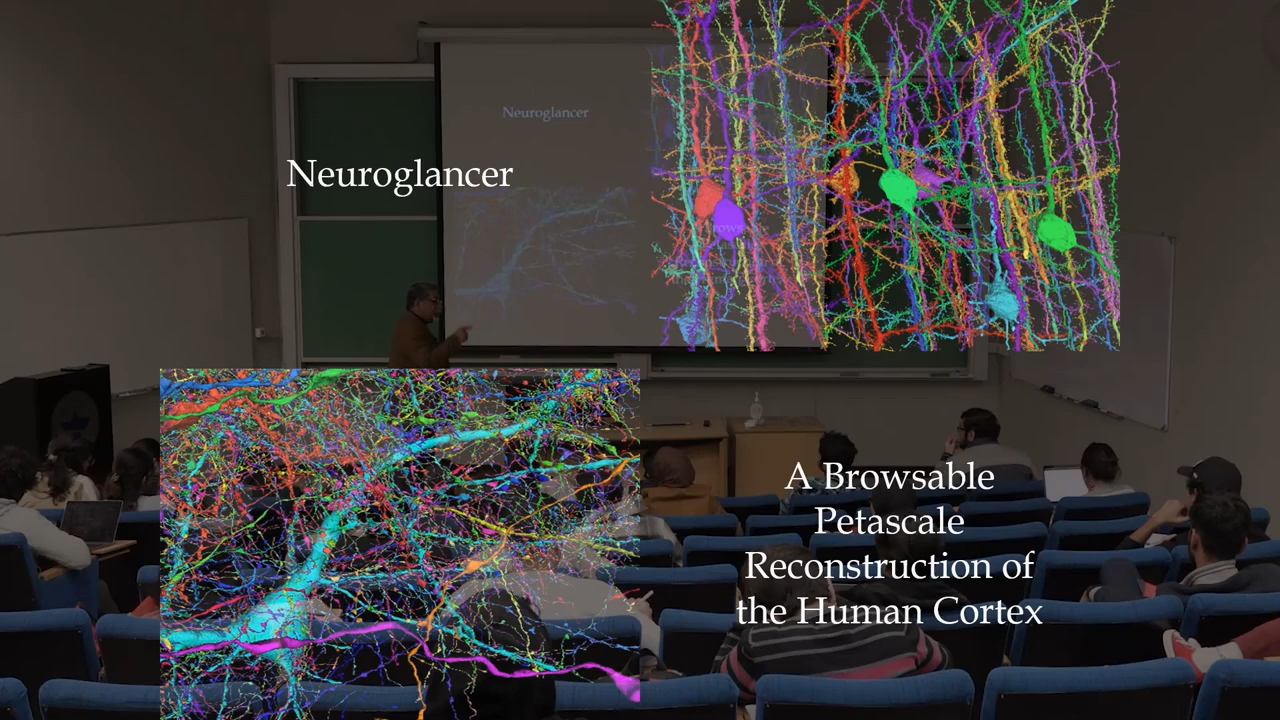 Neuroglancer
Neuroglancer
A Browsable
Petascale
Reconstruction of
the Human Cortex